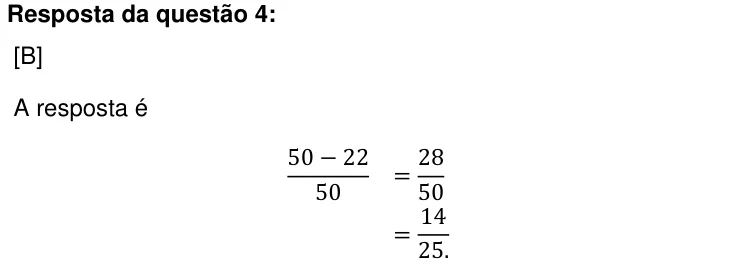 Resposta da questão 4:
[B]
A resposta é
50 − 22
50
= 28
50
= 14
25.